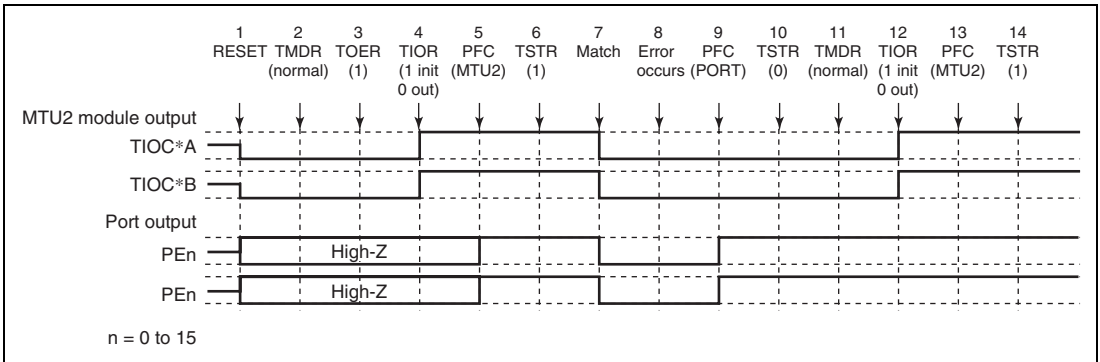 1 2 3 4 5 6 7 8 9 10 11 12 13 14
RESET TMDR TOER TIOR PFC TSTR Match Error PFC TSTR TMDR TIOR PFC TSTR
(normal) (1) (1 init (MTU2) (1) occurs (PORT) (0) (normal) (1 init (MTU2) (1)
0 out) 0 out)
MTU2 module output
TIOC*A
TIOC*B
Port output
PEn High-Z
PEn High-Z
n = 0 to 15